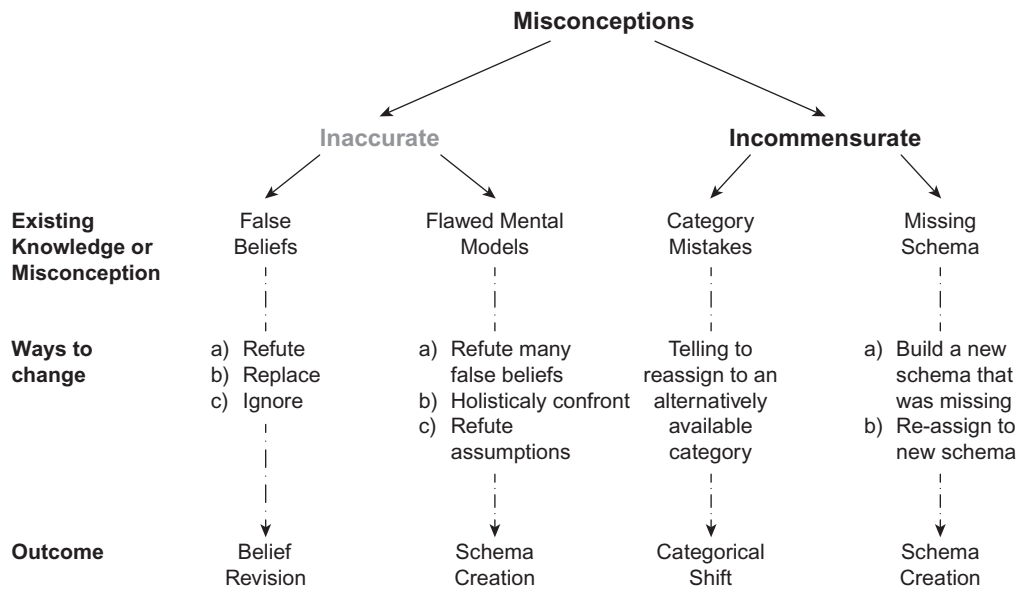 Misconceptions
Inaccurate
Incommensurate
Existing
Knowledge or
Misconception
False
Beliefs
Flawed Mental
Models
Category
Mistakes
Missing
Schema
Ways to
change
a) Refute
b) Replace
c) Ignore
a) Refute many
false beliefs
b) Holisticaly confront
c) Refute
assumptions
Telling to
reassign to an
alternatively
available
category
a) Build a new
schema that
was missing
b) Re-assign to
new schema
Outcome
Belief
Revision
Schema
Creation
Categorical
Shift
Schema
Creation